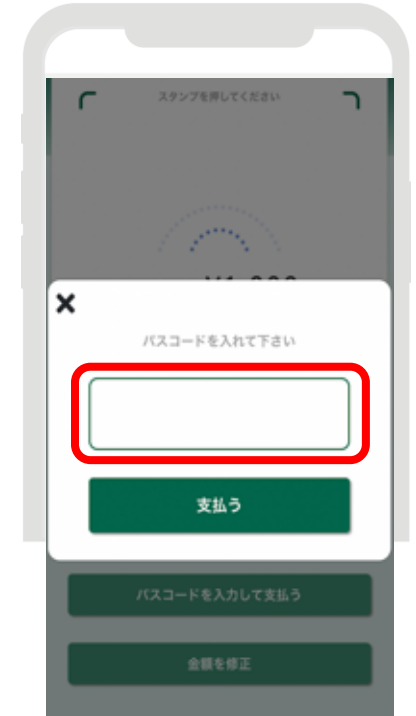 スタンプを押してください
パスコードを入れて下さい
支払う
パスコードを入力して支払う
金額を修正